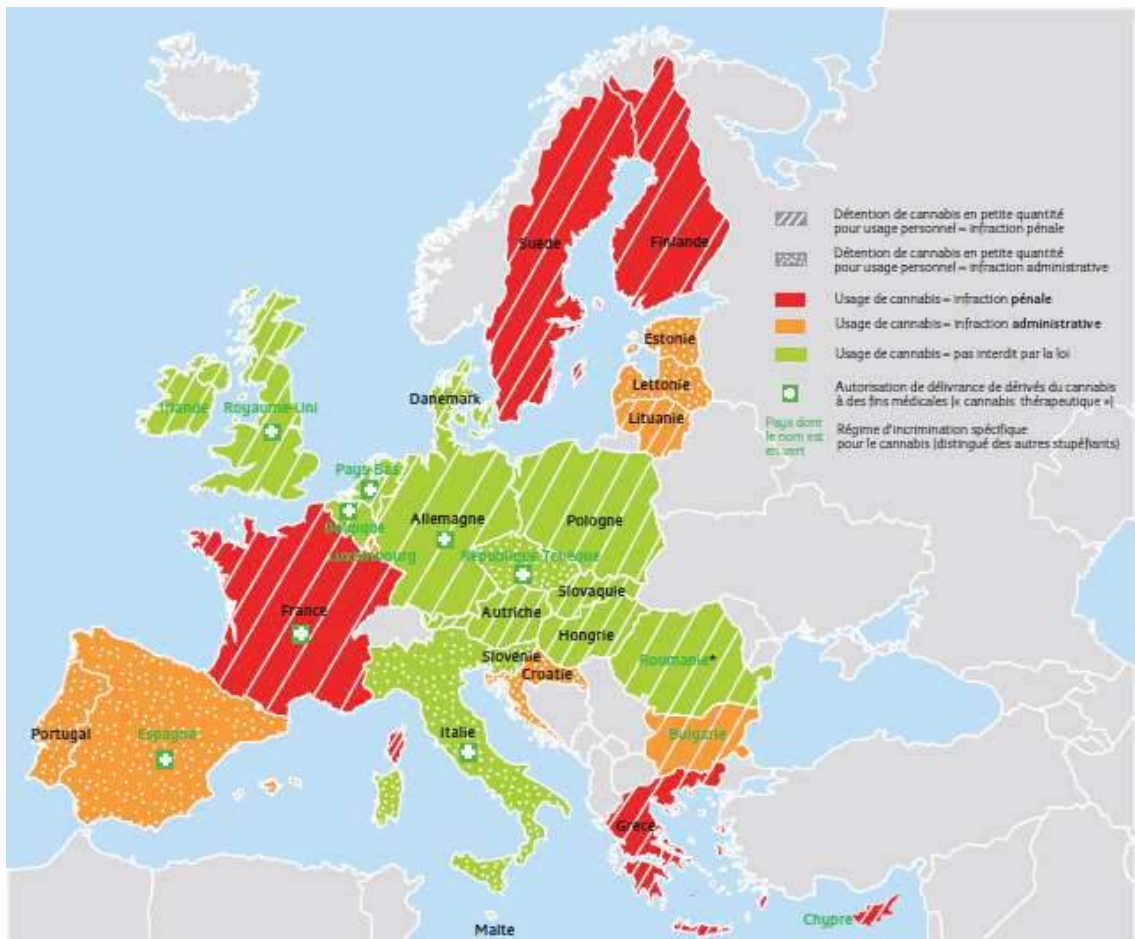 Détention de cannabis en petite quantité
pour usage personnel = infraction pénale
Détention de cannabis en petite quantité
pour usage personnel = infraction administrative
Usage de cannabis = infraction pénale
Usage de cannabis = infraction administrative
Usage de cannabis = pas interdit par la loi
Autorisation de délivrance de dérivés du cannabis
à des fins médicales (« cannabis thérapeutique »)
Pays dont
le nom est
en vert
Régime d'incrimination spécifique
pour le cannabis (distingué des autres stupéfiants)
Suède
Finlande
Estonie
Lettonie
Lituanie
Danemark
Irlande
Royaume-Uni
Pays-Bas
Belgique
Luxembourg
Allemagne
Pologne
République Tchèque
Slovaquie
France
Autriche
Hongrie
Slovénie
Croatie
Roumanie*
Bulgarie
Portugal
Espagne
Italie
Grèce
Malte
Chypre